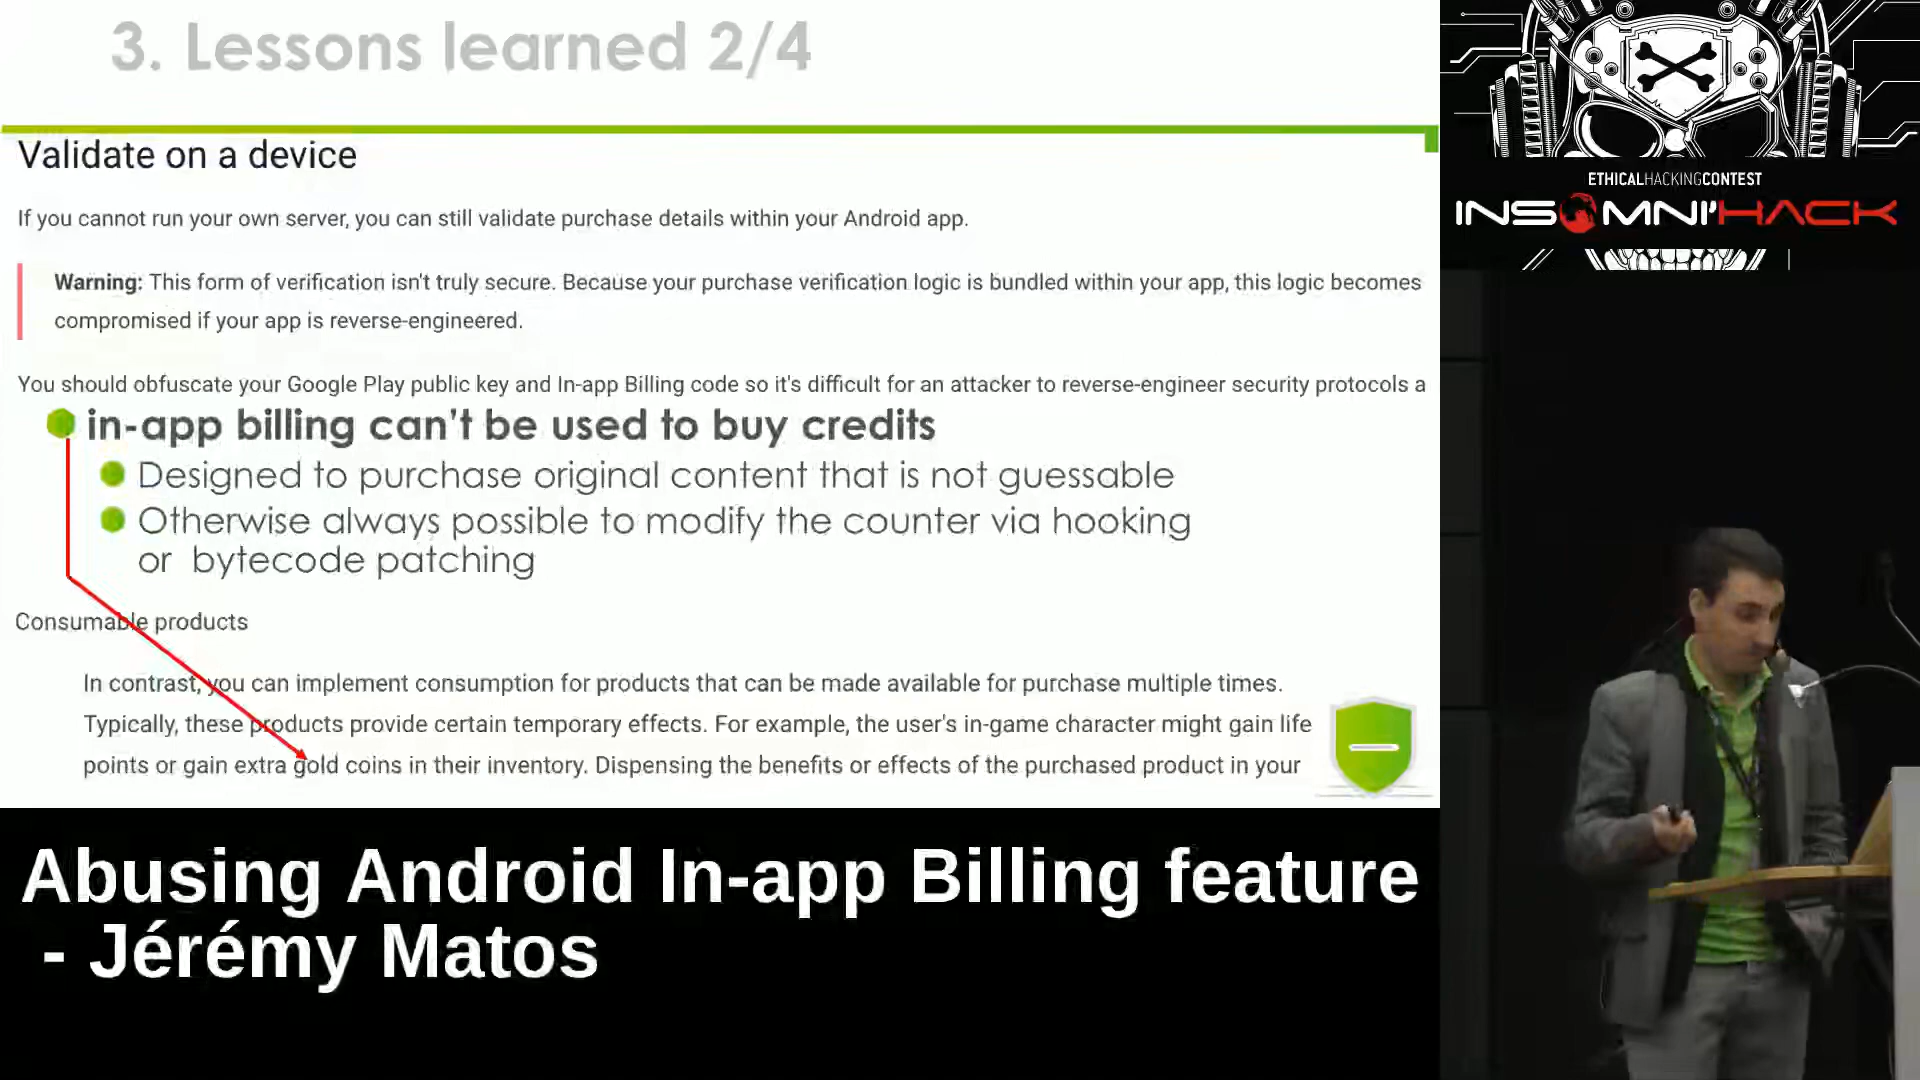 3. Lessons learned 2/4
Validate on a device
If you cannot run your own server, you can still validate purchase details within your Android app.
Warning: This form of verification isn't truly secure. Because your purchase verification logic is bundled within your app, this logic becomes
compromised if your app is reverse-engineered.
You should obfuscate your Google Play public key and In-app Billing code so it's difficult for an attacker to reverse-engineer security protocols a
in-app billing can't be used to buy credits
Designed to purchase original content that is not guessable
Otherwise always possible to modify the counter via hooking
or bytecode patching
Consumable products
In contrast, you can implement consumption for products that can be made available for purchase multiple times.
Typically, these products provide certain temporary effects. For example, the user's in-game character might gain life
points or gain extra gold coins in their inventory. Dispensing the benefits or effects of the purchased product in your
ETHICALHACKINGCONTEST
INSOMNI'HACK
Abusing Android In-app Billing feature
- Jérémy Matos